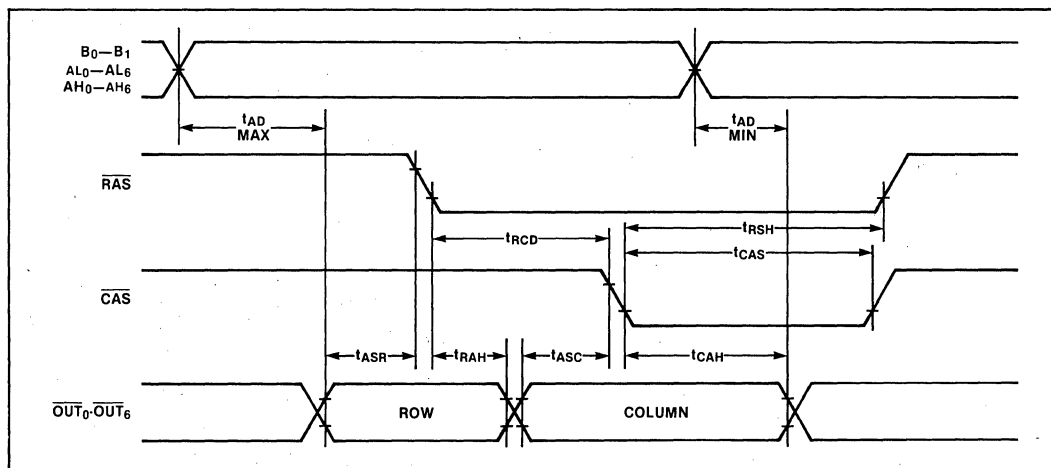 B0—B1
AL0—AL6
AH0—AH6
tAD
MAX
tAD
MIN
RAS
tRSH
tRCD
tCAS
CAS
tASR
tRAH
tASC
tCAH
OUT0-OUT6
ROW
COLUMN